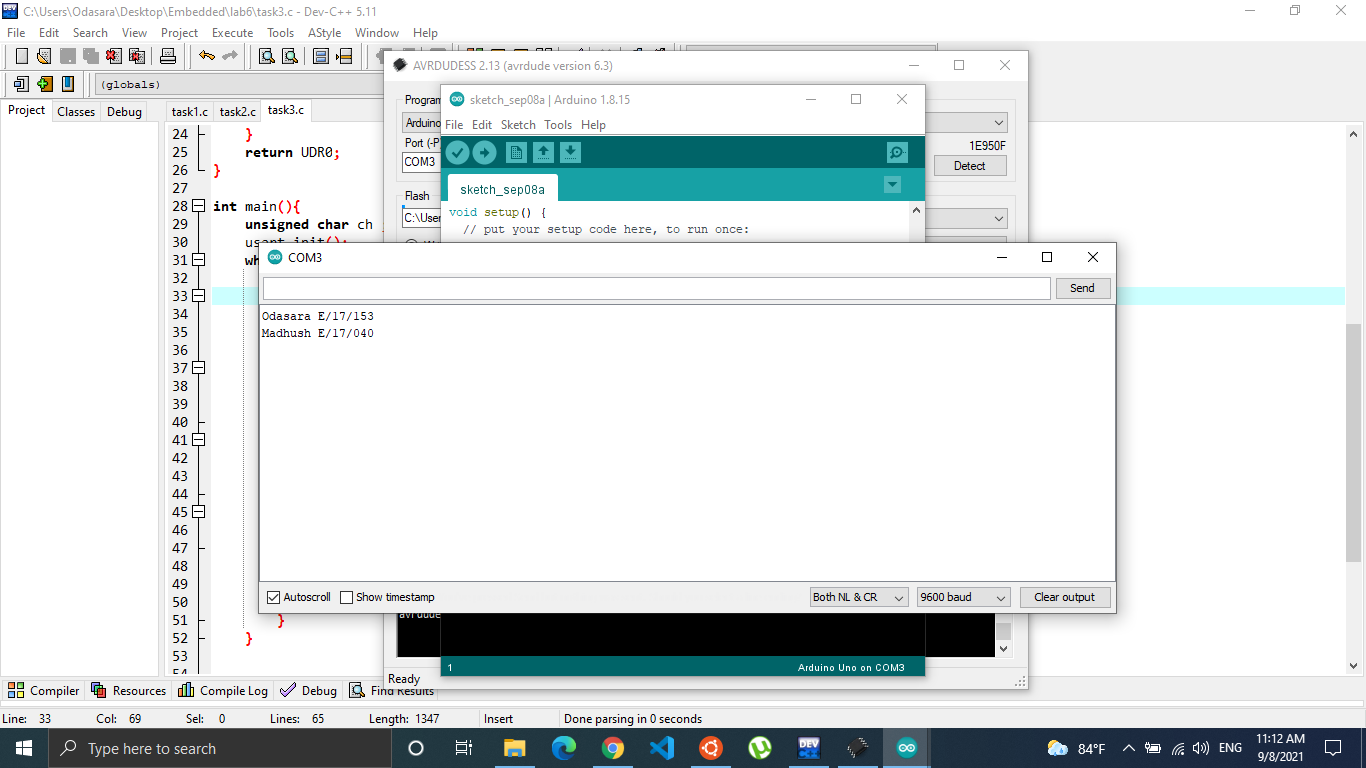 C:\Users\Odasara\Desktop\Embedded\lab6\task3.c - Dev-C++ 5.11
File Edit Search View Project Execute Tools AStyle Window Help
(globals)
Project Classes Debug
task1.c task2.c task3.c
24 }
25 return UDR0;
26 }
27
28 int main(){
29 unsigned char ch
30 usart_init();
31 wh
32
33
34
35
36
37
38
39
40
41
42
43
44
45
46
47
48
49
50
51 }
52 }
53
54
AVRDUDESS 2.13 (avrdude version 6.3)
Program
Arduino
Port (-P
COM3
1E950F
Detect
Flash
C:\User
sketch_sep08a | Arduino 1.8.15
File Edit Sketch Tools Help
sketch_sep08a
void setup() {
// put your setup code here, to run once:
COM3
Send
Odasara E/17/153
Madhush E/17/040
Autoscroll Show timestamp Both NL & CR 9600 baud Clear output
avrdude
1 Arduino Uno on COM3
Ready
Compiler Resources Compile Log Debug Find Results
Line: 33 Col: 69 Sel: 0 Lines: 65 Length: 1347 Insert Done parsing in 0 seconds
Type here to search
DEV
84°F
ENG
11:12 AM
9/8/2021